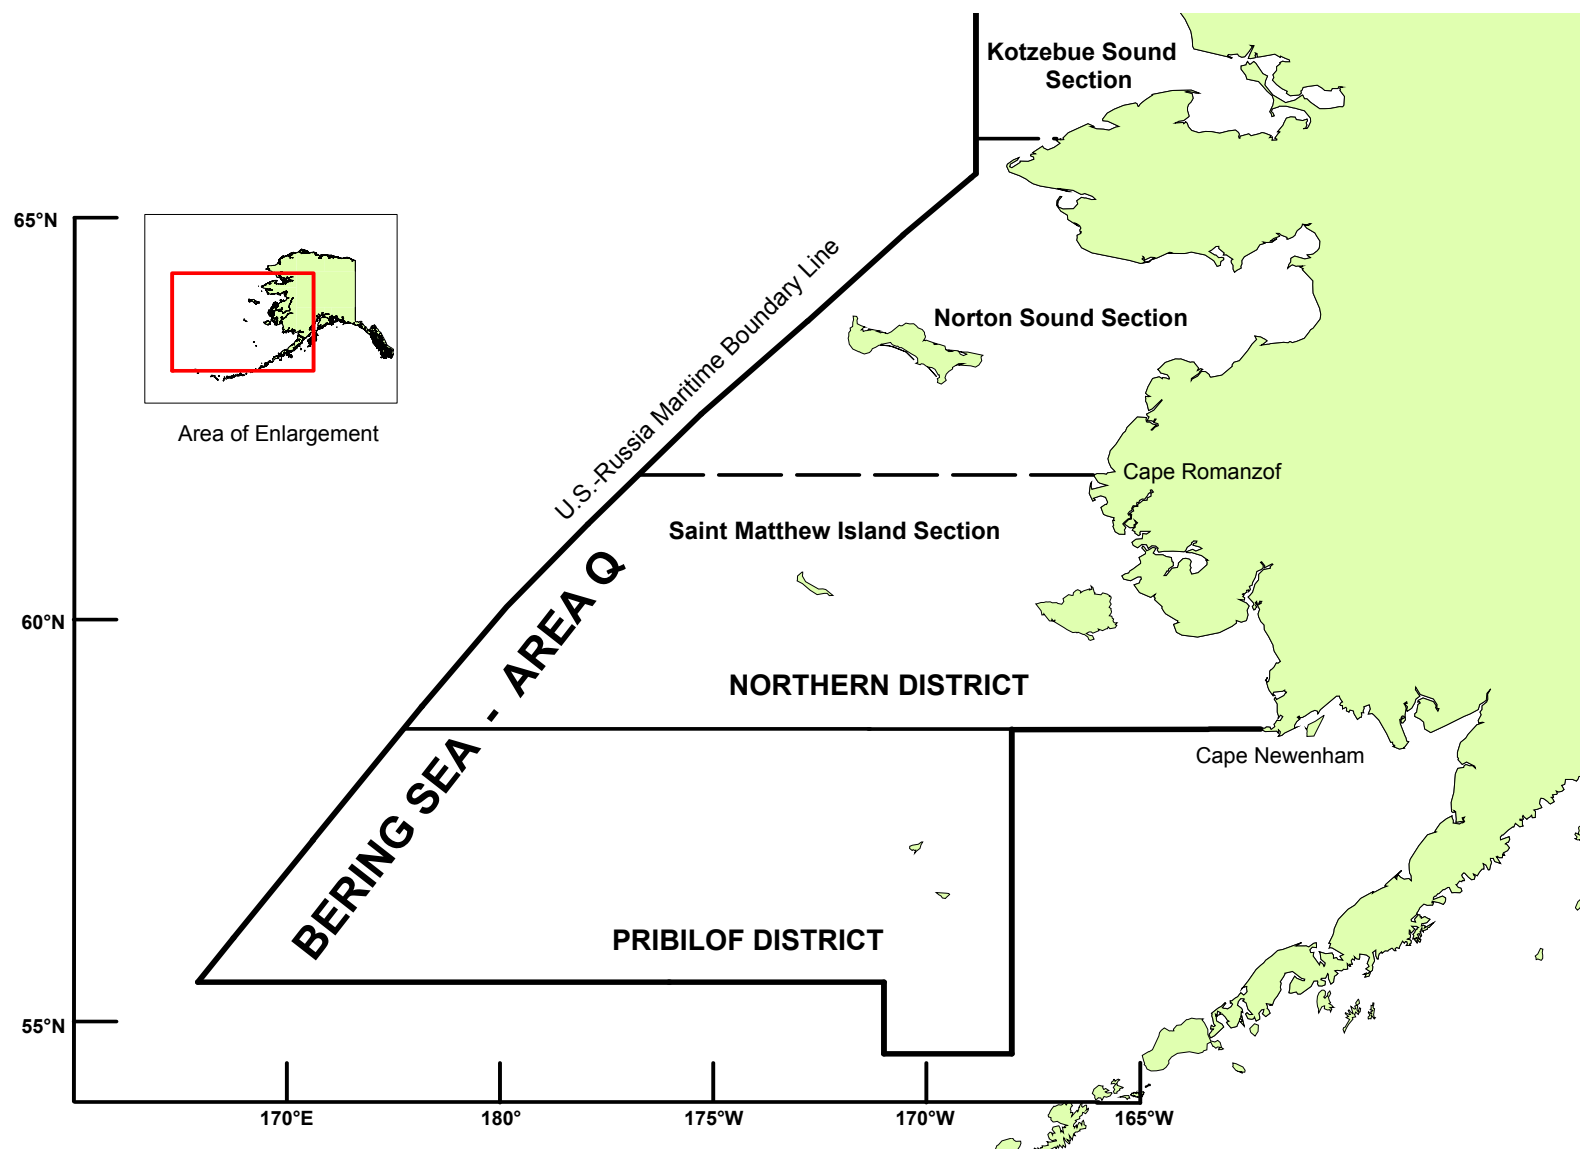 Kotzebue Sound
Section
65°N
U.S.-Russia Maritime Boundary Line
Norton Sound Section
Area of Enlargement
Cape Romanzof
Saint Matthew Island Section
60°N
BERING SEA - AREA Q
NORTHERN DISTRICT
Cape Newenham
PRIBILOF DISTRICT
55°N
170°E
180°
175°W
170°W
165°W